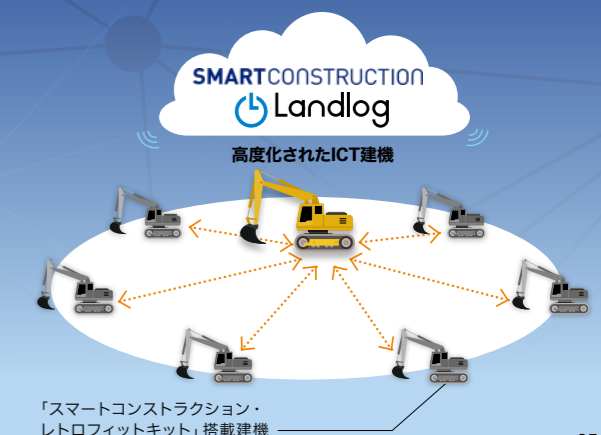 SMARTCONSTRUCTION
Landlog
高度化されたICT建機
「スマートコンストラクション・
レトロフィットキット」搭載建機